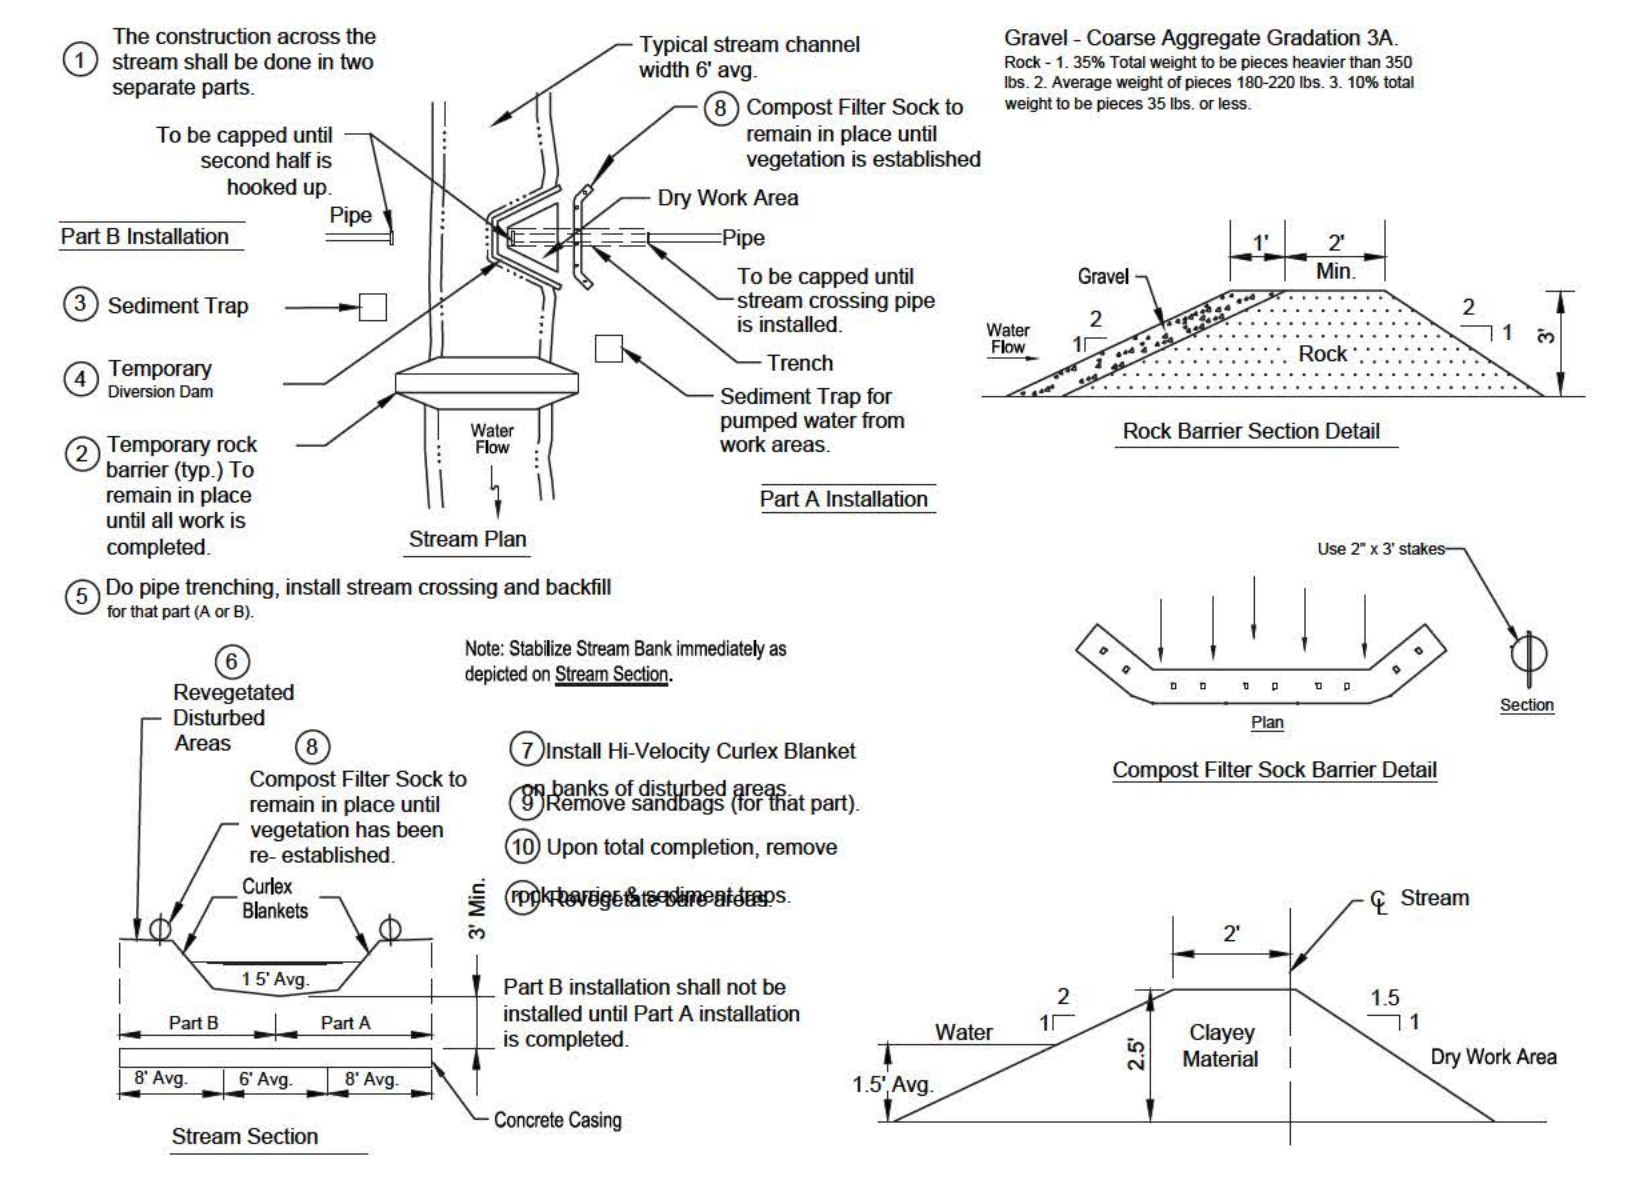 1
The construction across the
stream shall be done in two
separate parts.
Typical stream channel
width 6' avg.
8
Compost Filter Sock to
remain in place until
vegetation is established
To be capped until
second half is
hooked up.
Dry Work Area
Pipe
Part B Installation
Pipe
To be capped until
stream crossing pipe
is installed.
3
Sediment Trap
4
Temporary
Diversion Dam
Trench
Sediment Trap for
pumped water from
work areas.
2
Temporary rock
barrier (typ.) To
remain in place
until all work is
completed.
Water
Flow
Part A Installation
Stream Plan
5
Do pipe trenching, install stream crossing and backfill
for that part (A or B).
Gravel - Coarse Aggregate Gradation 3A.
Rock - 1. 35% Total weight to be pieces heavier than 350
lbs. 2. Average weight of pieces 180-220 lbs. 3. 10% total
weight to be pieces 35 lbs. or less.
1'
2'
Min.
Gravel
Water
Flow
2
1
Rock
2
1
3'
Rock Barrier Section Detail
Use 2" x 3' stakes
Plan
Section
Compost Filter Sock Barrier Detail
Note: Stabilize Stream Bank immediately as
depicted on Stream Section.
6
Revegetated
Disturbed
Areas
8
Compost Filter Sock to
remain in place until
vegetation has been
re- established.
Curlex
Blankets
1 5' Avg.
3' Min.
Part B
Part A
8' Avg.
6' Avg.
8' Avg.
Concrete Casing
Stream Section
7
Install Hi-Velocity Curlex Blanket
on banks of disturbed areas.
9
Remove sandbags (for that part).
10
Upon total completion, remove
rock barrier & sediment traps.
11
Revegetate bare areas.
Part B installation shall not be
installed until Part A installation
is completed.
℄ Stream
2'
2
1
1.5
1
Water
1.5' Avg.
2.5'
Clayey
Material
Dry Work Area